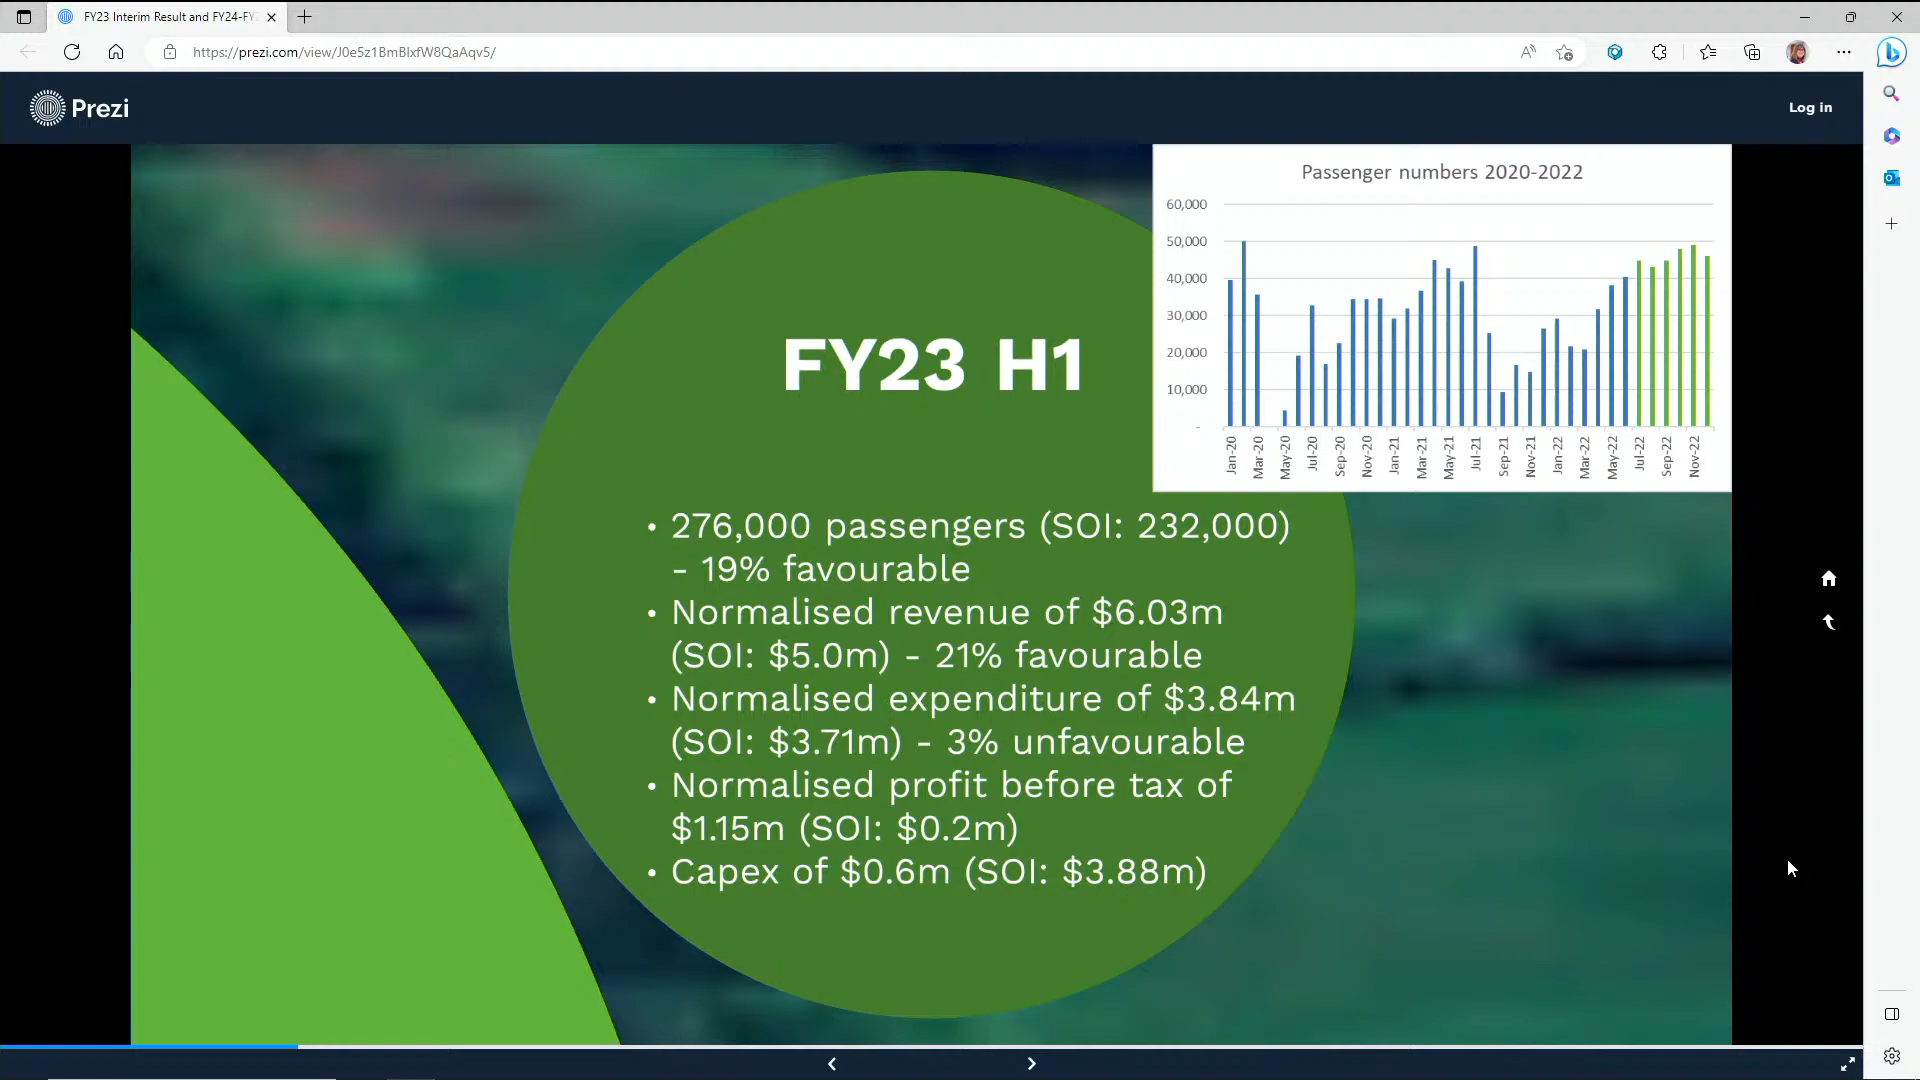 FY23 Interim Result and FY24-FY
https://prezi.com/view/J0e5z1BmBlxfW8QaAqv5/
Prezi
Log in
Passenger numbers 2020-2022
60,000
50,000
40,000
30,000
20,000
10,000
-
Jan-20
Mar-20
May-20
Jul-20
Sep-20
Nov-20
Jan-21
Mar-21
May-21
Jul-21
Sep-21
Nov-21
Jan-22
Mar-22
May-22
Jul-22
Sep-22
Nov-22
FY23 H1
• 276,000 passengers (SOI: 232,000)
- 19% favourable
• Normalised revenue of $6.03m
(SOI: $5.0m) - 21% favourable
• Normalised expenditure of $3.84m
(SOI: $3.71m) - 3% unfavourable
• Normalised profit before tax of
$1.15m (SOI: $0.2m)
• Capex of $0.6m (SOI: $3.88m)